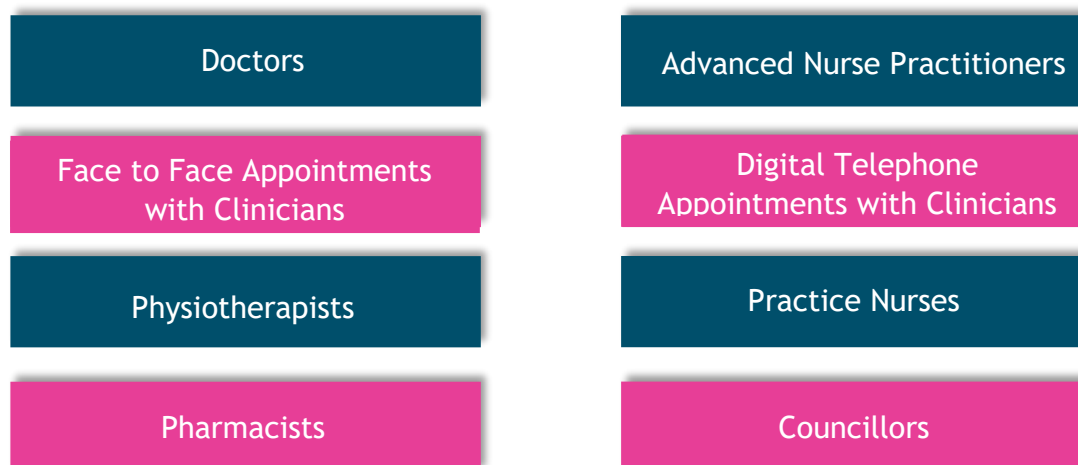 Doctors
Advanced Nurse Practitioners
Face to Face Appointments
with Clinicians
Digital Telephone
Appointments with Clinicians
Physiotherapists
Practice Nurses
Pharmacists
Councillors